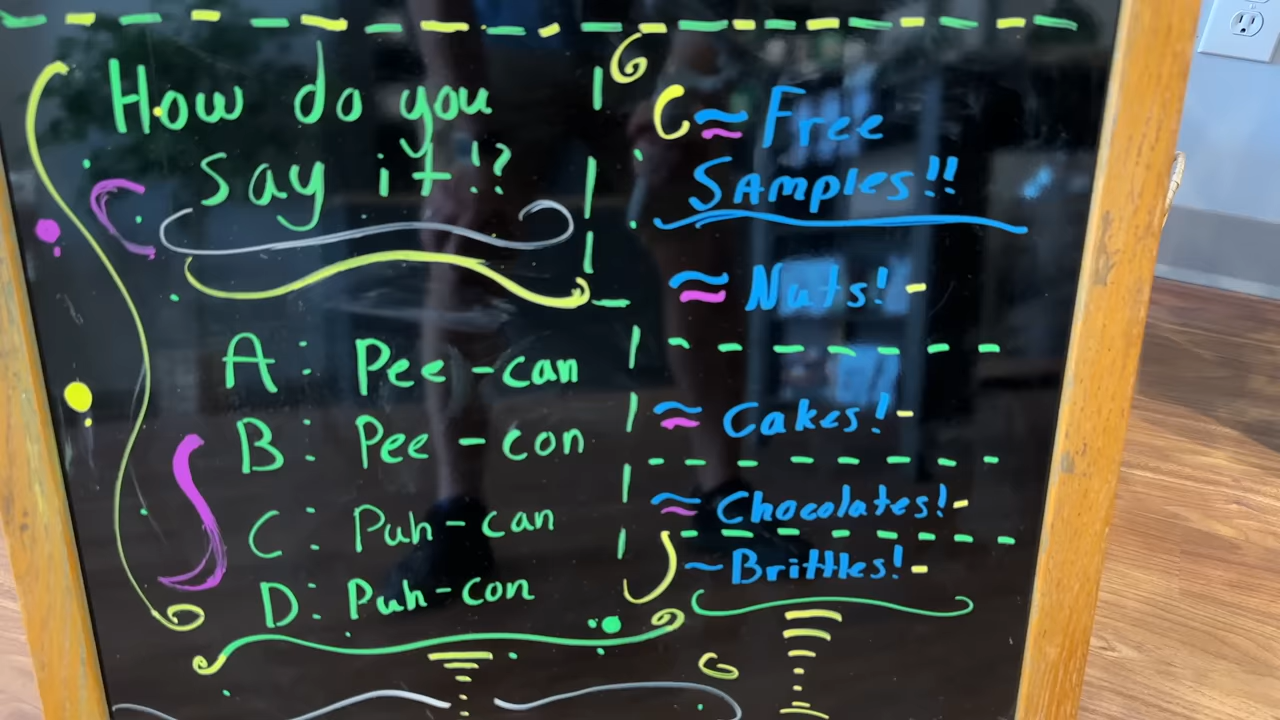 How do you
say it!?
A: Pee-can
B: Pee-con
C: Puh-can
D: Puh-con
≈ Free
Samples!!
≈ Nuts! -
≈ Cakes! -
≈ Chocolates! -
~ Brittles! -